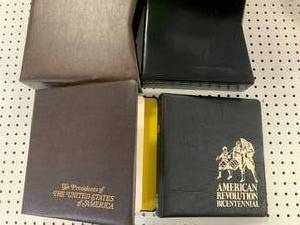 The Presidents of
THE UNITED STATES
of AMERICA
AMERICAN
REVOLUTION
BICENTENNIAL